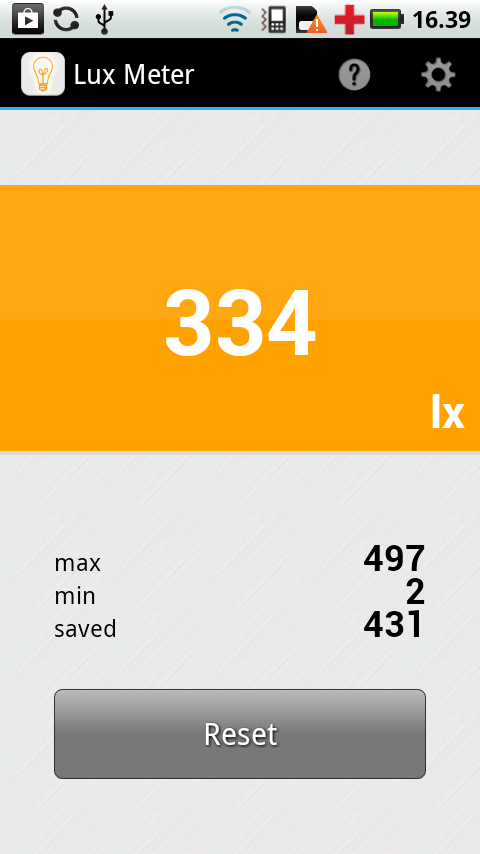 16.39
Lux Meter
?
334
lx
max 497
min 2
saved 431
Reset